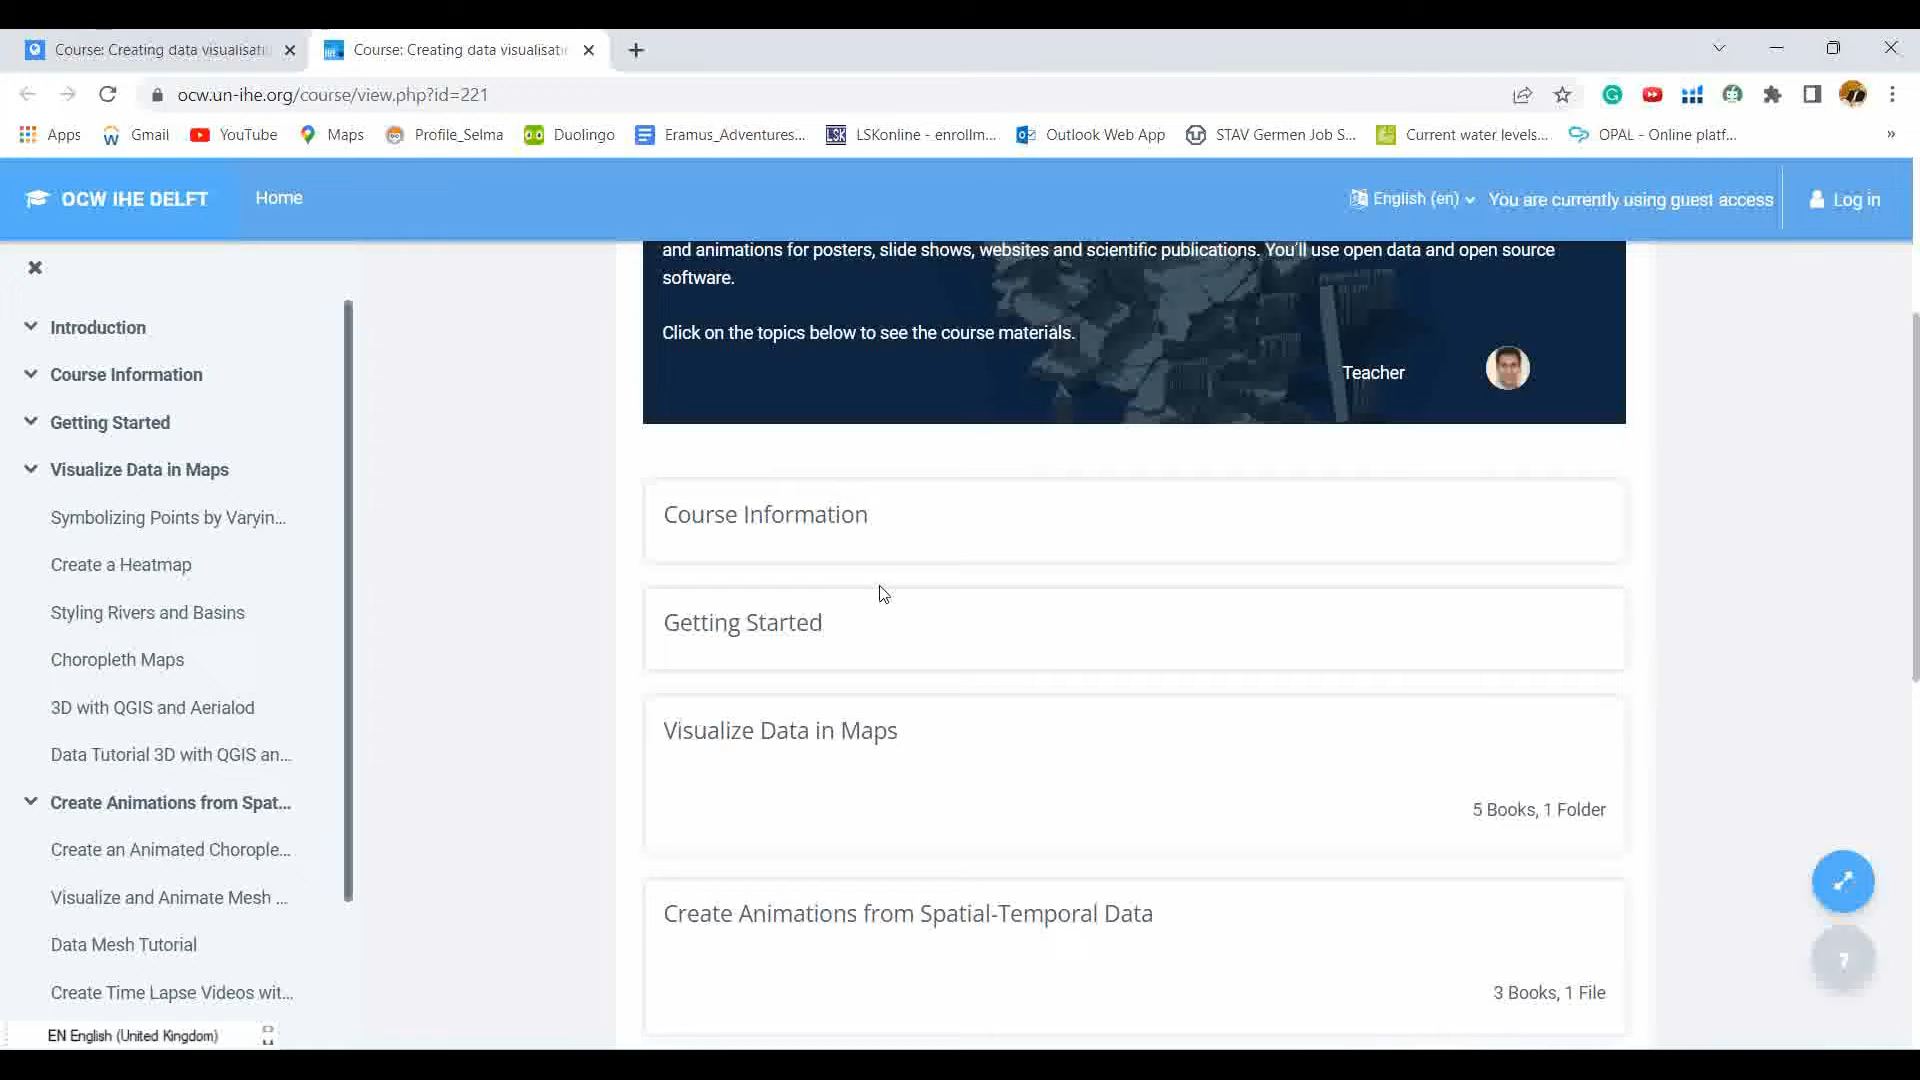 Course: Creating data visualisati
Course: Creating data visualisati
ocw.un-ihe.org/course/view.php?id=221
Apps
Gmail
YouTube
Maps
Profile_Selma
Duolingo
Eramus_Adventures...
LSKonline - enrollm...
Outlook Web App
STAV Germen Job S...
Current water levels...
OPAL - Online platf...
»
OCW IHE DELFT
Home
English (en)
You are currently using guest access
Log in
Introduction
Course Information
Getting Started
Visualize Data in Maps
Symbolizing Points by Varyin...
Create a Heatmap
Styling Rivers and Basins
Choropleth Maps
3D with QGIS and Aerialod
Data Tutorial 3D with QGIS an...
Create Animations from Spat...
Create an Animated Chorople...
Visualize and Animate Mesh ...
Data Mesh Tutorial
Create Time Lapse Videos wit...
EN English (United Kingdom)
and animations for posters, slide shows, websites and scientific publications. You'll use open data and open source
software.
Click on the topics below to see the course materials.
Teacher
Course Information
Getting Started
Visualize Data in Maps
5 Books, 1 Folder
Create Animations from Spatial-Temporal Data
3 Books, 1 File
?